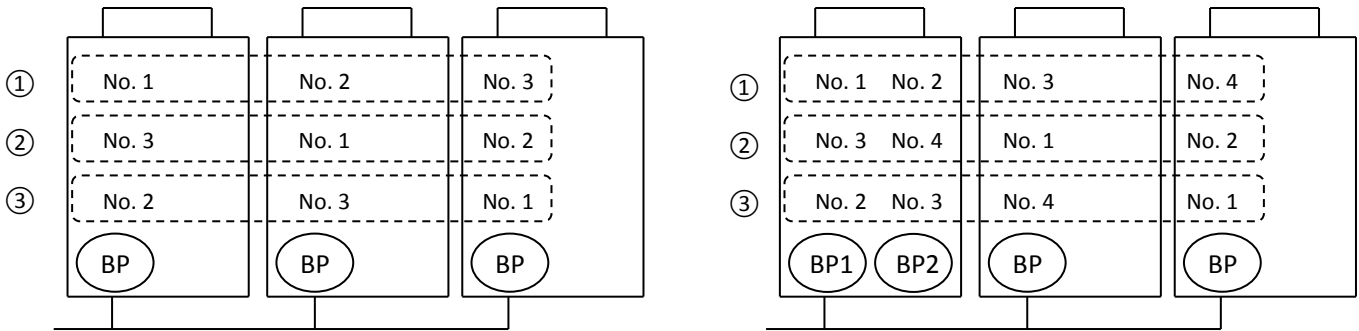 ① No. 1 No. 2 No. 3
② No. 3 No. 1 No. 2
③ No. 2 No. 3 No. 1
BP BP BP
① No. 1 No. 2 No. 3 No. 4
② No. 3 No. 4 No. 1 No. 2
③ No. 2 No. 3 No. 4 No. 1
BP1 BP2 BP BP